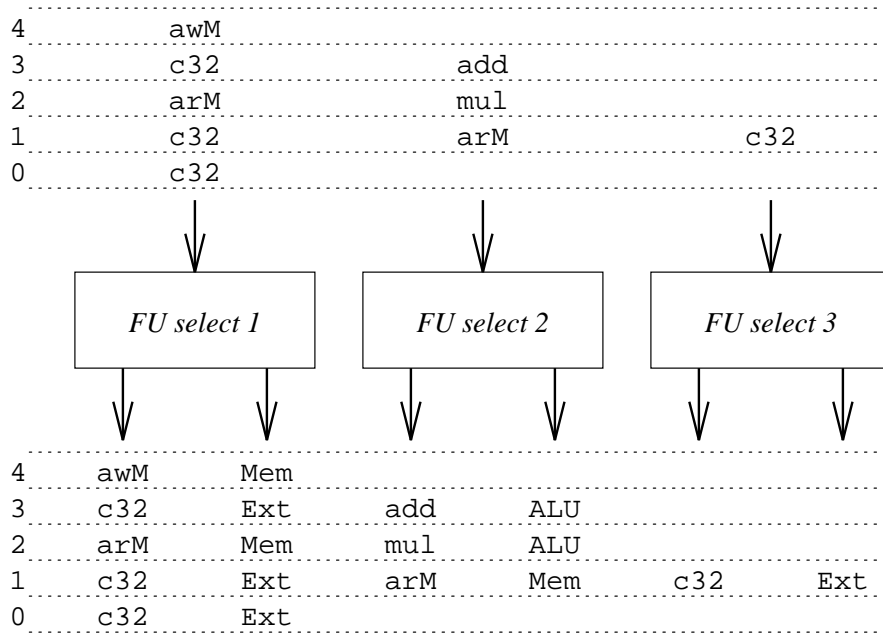 4 awM
3 c32 add
2 arM mul
1 c32 arM c32
0 c32
FU select 1 FU select 2 FU select 3
4 awM Mem
3 c32 Ext add ALU
2 arM Mem mul ALU
1 c32 Ext arM Mem c32 Ext
0 c32 Ext